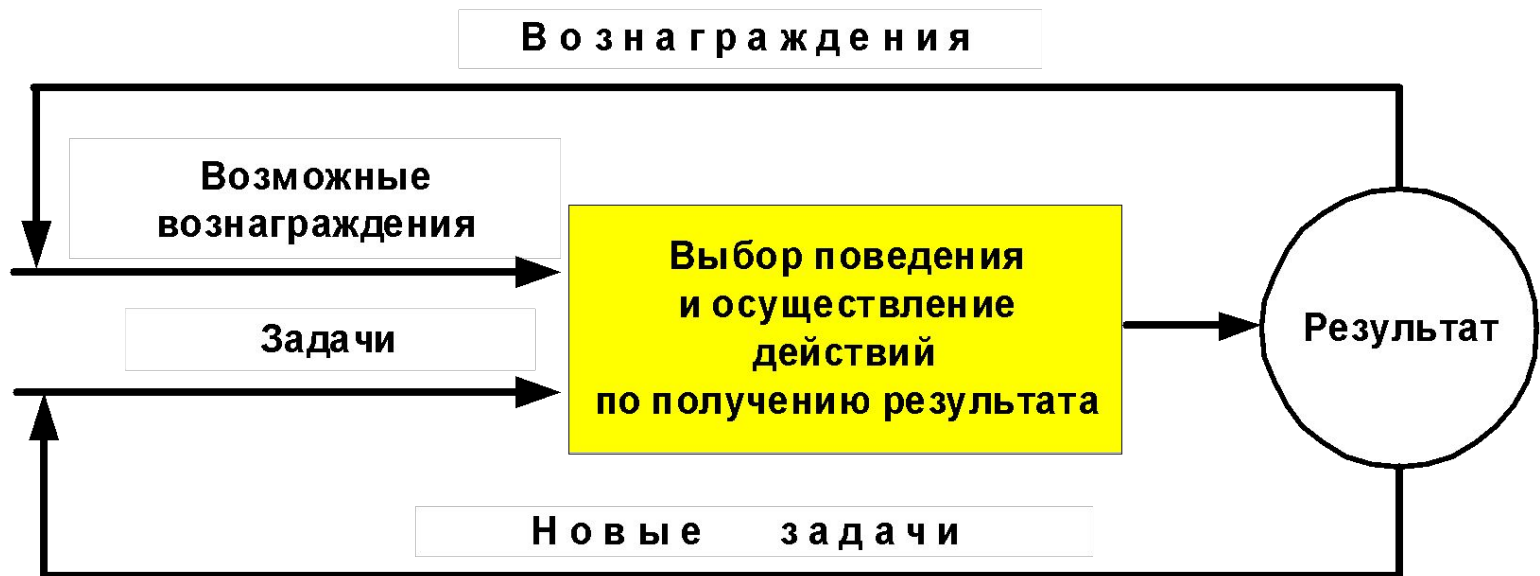 Вознаграждения
Возможные
вознаграждения
Задачи
Выбор поведения
и осуществление
действий
по получению результата
Результат
Новые задачи